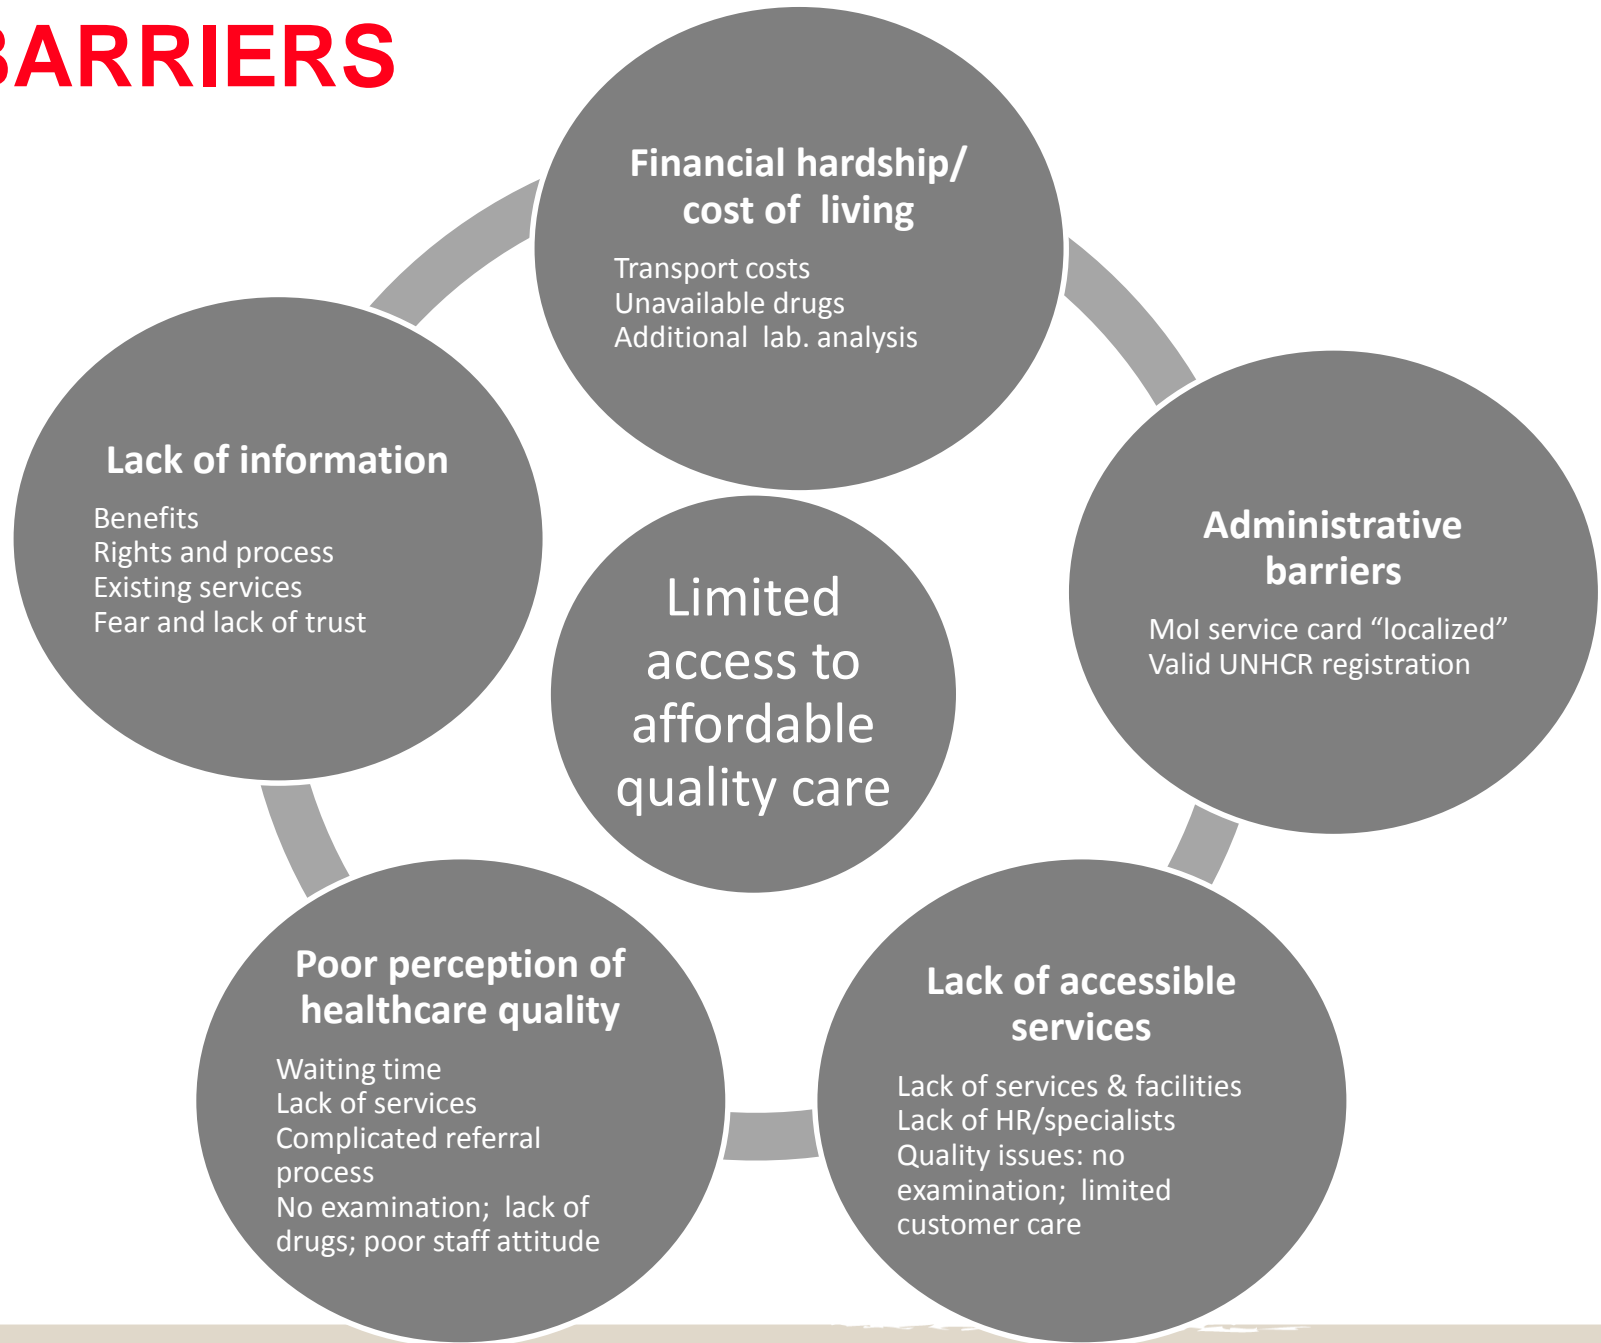 BARRIERS
Financial hardship/
cost of living
Transport costs
Unavailable drugs
Additional lab. analysis
Lack of information
Benefits
Rights and process
Existing services
Fear and lack of trust
Administrative
barriers
MoI service card “localized”
Valid UNHCR registration
Limited
access to
affordable
quality care
Poor perception of
healthcare quality
Waiting time
Lack of services
Complicated referral
process
No examination; lack of
drugs; poor staff attitude
Lack of accessible
services
Lack of services & facilities
Lack of HR/specialists
Quality issues: no
examination; limited
customer care